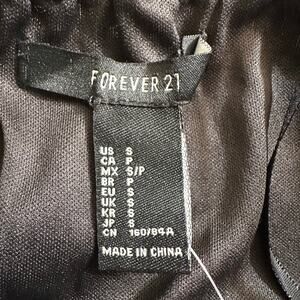 FOREVER 21
US S
CA P
MX S/P
BR P
EU S
UK S
KR S
JP S
CN 160/84A
MADE IN CHINA